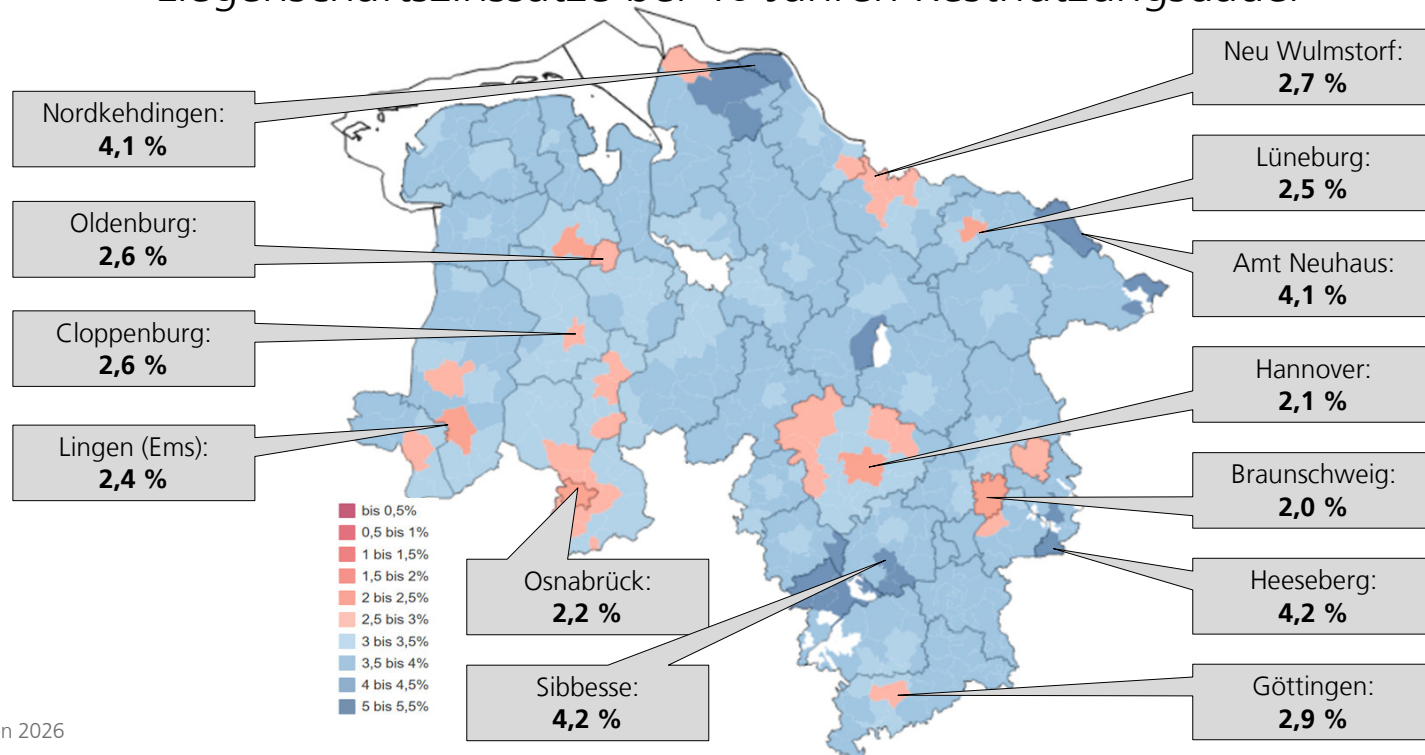 Nordkehdingen:
4,1 %
Oldenburg:
2,6 %
Cloppenburg:
2,6 %
Lingen (Ems):
2,4 %
Neu Wulmstorf:
2,7 %
Lüneburg:
2,5 %
Amt Neuhaus:
4,1 %
Hannover:
2,1 %
Braunschweig:
2,0 %
Heeseberg:
4,2 %
Göttingen:
2,9 %
Osnabrück:
2,2 %
Sibbesse:
4,2 %
bis 0,5%
0,5 bis 1%
1 bis 1,5%
1,5 bis 2%
2 bis 2,5%
2,5 bis 3%
3 bis 3,5%
3,5 bis 4%
4 bis 4,5%
5 bis 5,5%
2026